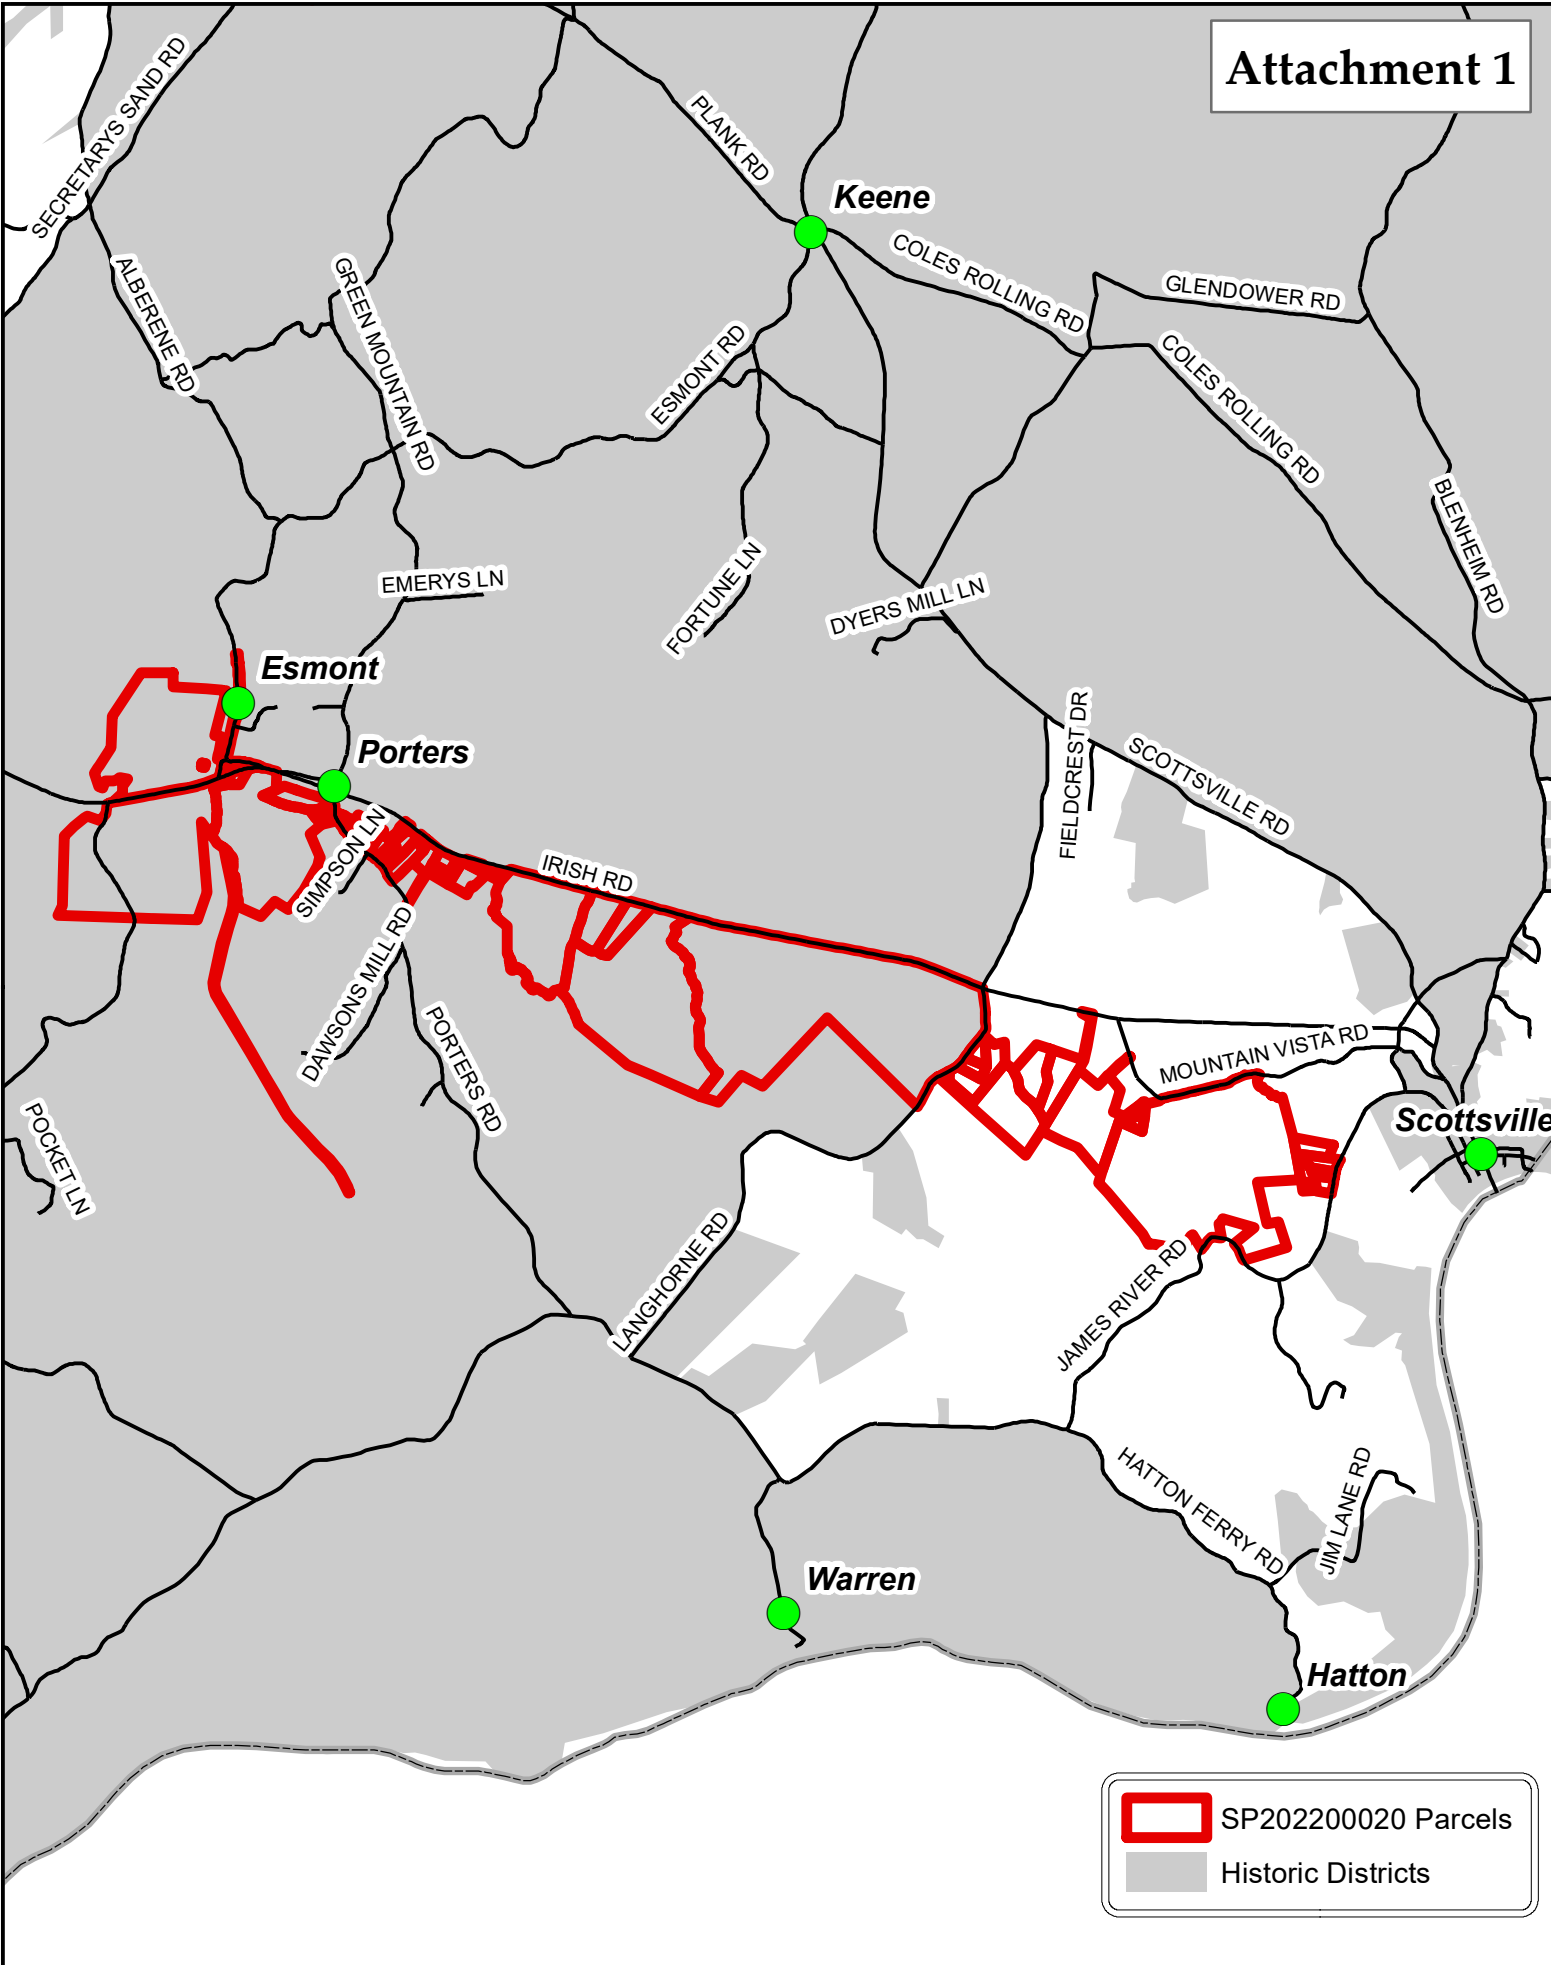 Attachment 1
SECRETARYS SAND RD
PLANK RD
Keene
COLES ROLLING RD
GLENDOWER RD
ALBERENE RD
GREEN MOUNTAIN RD
ESMONT RD
COLES ROLLING RD
BLENHEIM RD
EMERYS LN
FORTUNE LN
DYERS MILL LN
Esmont
Porters
FIELDCREST DR
SCOTTSVILLE RD
SIMPSON LN
IRISH RD
DAWSONS MILL RD
PORTERS RD
MOUNTAIN VISTA RD
POCKET LN
Scottsville
LANGHORNE RD
JAMES RIVER RD
HATTON FERRY RD
JIM LANE RD
Warren
Hatton
SP202200020 Parcels
Historic Districts